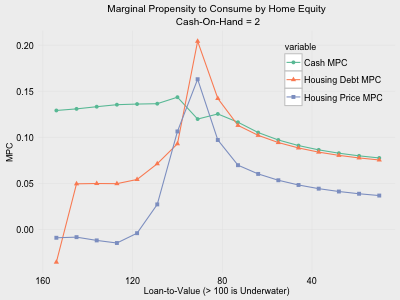 Marginal Propensity to Consume by Home Equity
Cash-On-Hand = 2
variable
Cash MPC
Housing Debt MPC
Housing Price MPC
MPC
0.20
0.15
0.10
0.05
0.00
160
120
80
40
Loan-to-Value (> 100 is Underwater)